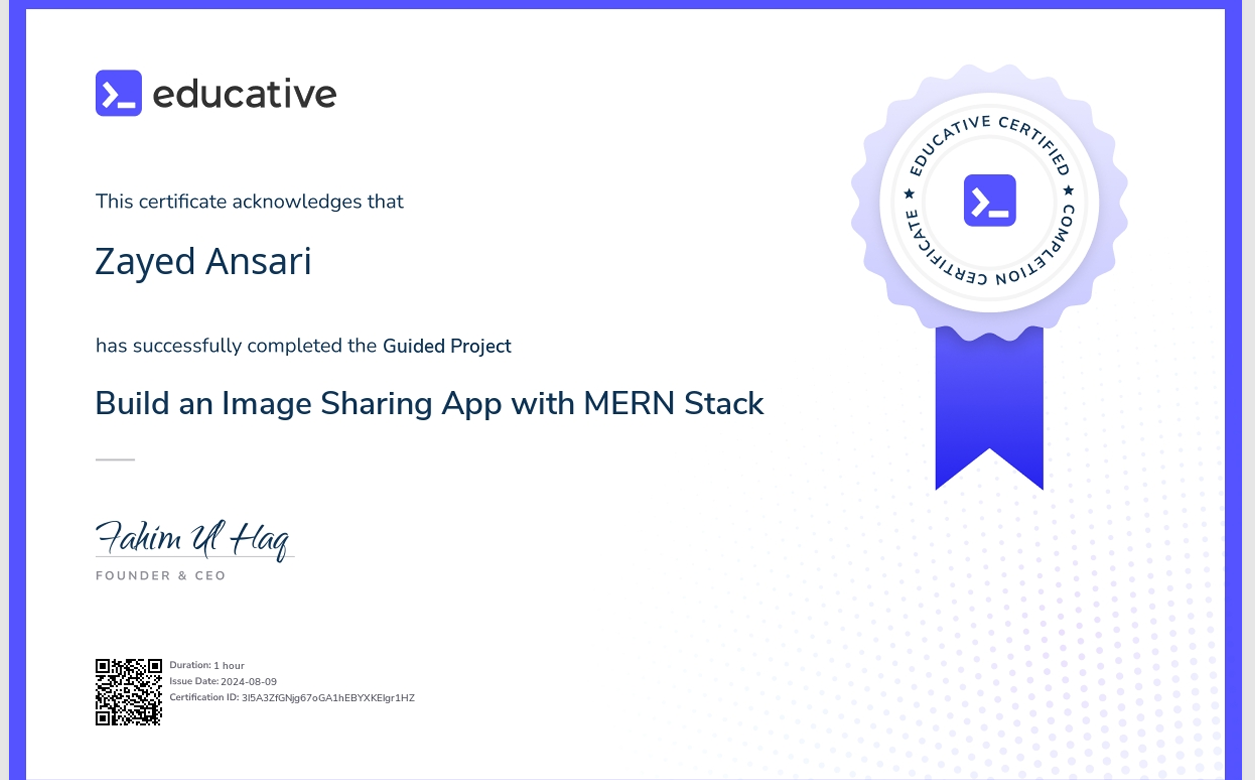 educative
EDUCATIVE CERTIFIED ★ COMPLETION CERTIFICATE ★
This certificate acknowledges that
Zayed Ansari
has successfully completed the Guided Project
Build an Image Sharing App with MERN Stack
Fahim Ul Haq
FOUNDER & CEO
Duration: 1 hour
Issue Date: 2024-08-09
Certification ID: 3l5A3ZfGNjg67oGA1hEBYXKElgr1HZ